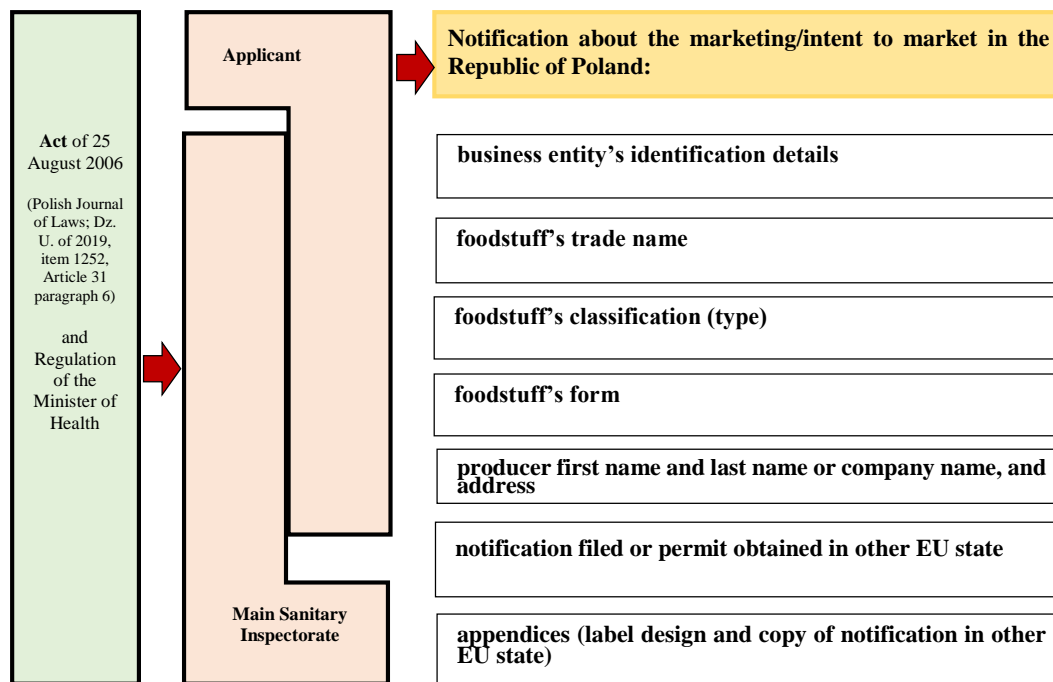 Act of 25
August 2006
(Polish Journal
of Laws; Dz.
U. of 2019,
item 1252,
Article 31
paragraph 6)
and
Regulation
of the
Minister of
Health
Applicant
Main Sanitary
Inspectorate
Notification about the marketing/intent to market in the
Republic of Poland:
business entity’s identification details
foodstuff’s trade name
foodstuff’s classification (type)
foodstuff’s form
producer first name and last name or company name, and
address
notification filed or permit obtained in other EU state
appendices (label design and copy of notification in other
EU state)